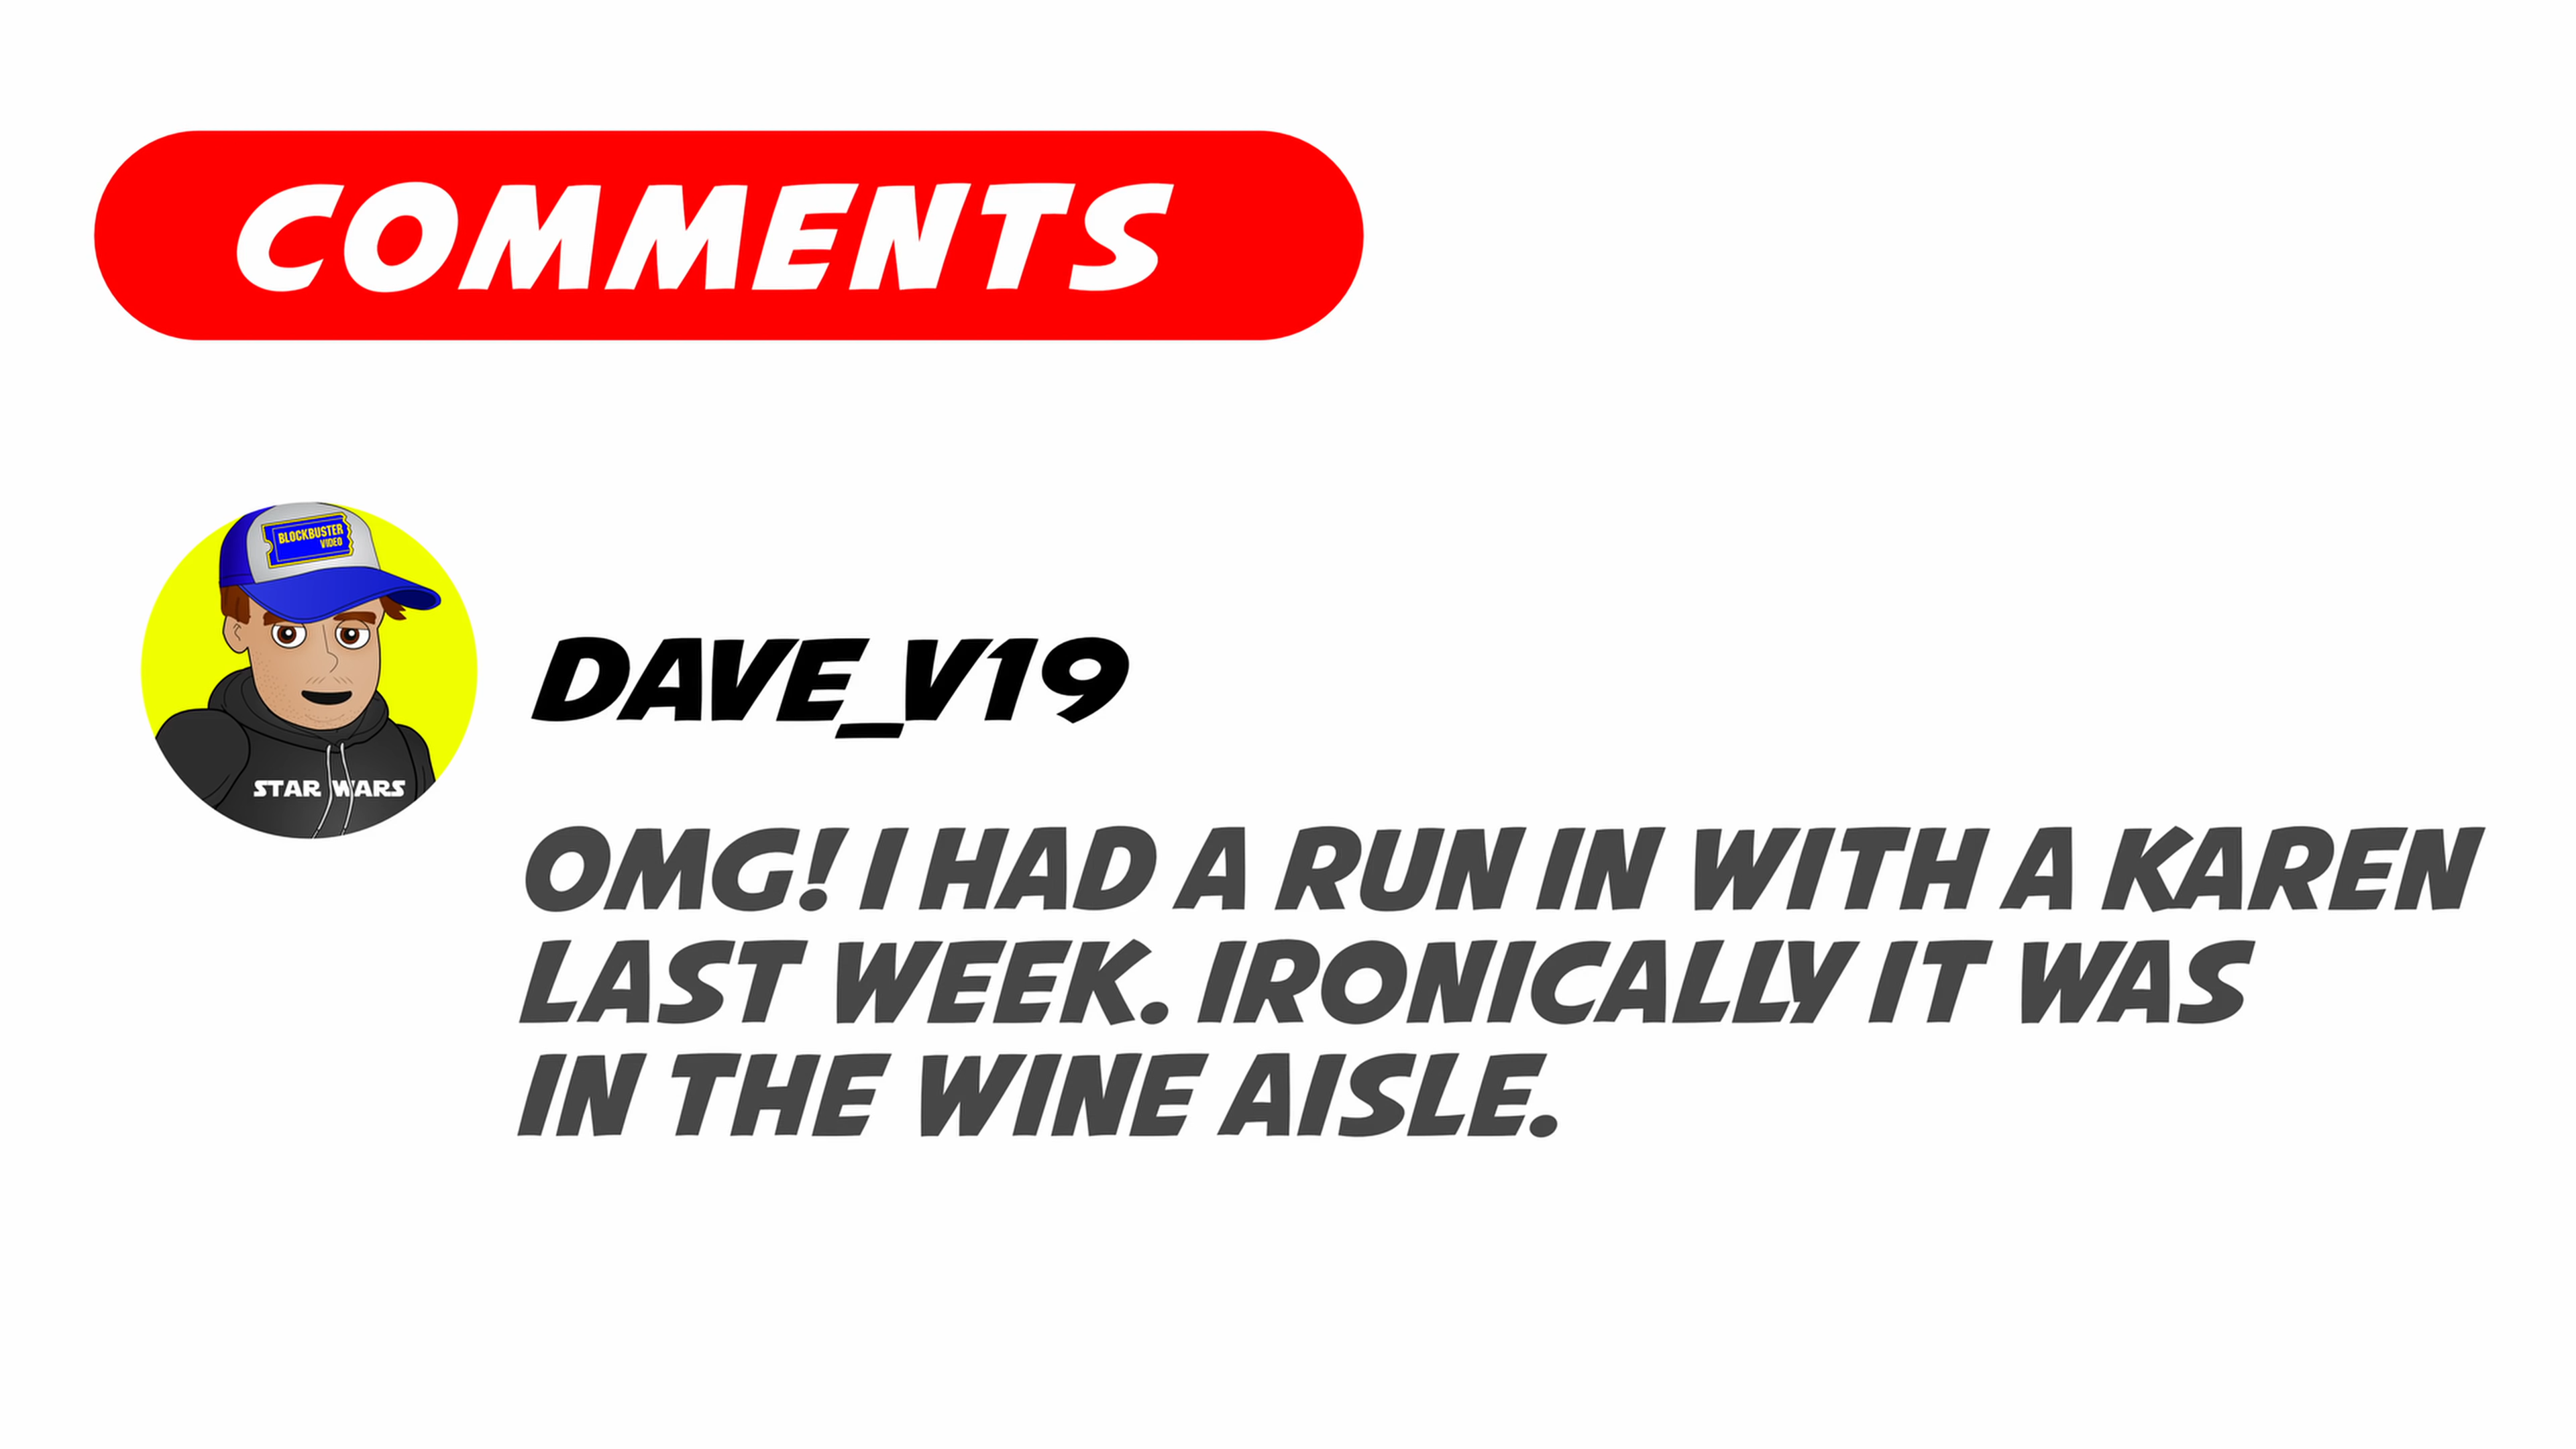 COMMENTS
BLOCKBUSTER
VIDEO
STAR WARS
DAVE_V19
OMG! I HAD A RUN IN WITH A KAREN
LAST WEEK. IRONICALLY IT WAS
IN THE WINE AISLE.